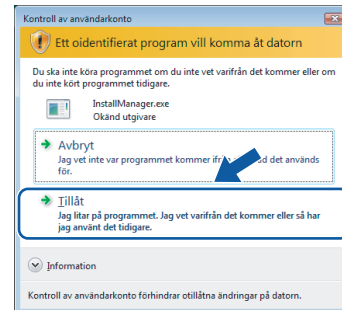 Kontroll av användarkonto
Ett oidentifierat program vill komma åt datorn
Du ska inte köra programmet om du inte vet varifrån det kommer eller om
du inte kört programmet tidigare.
InstallManager.exe
Okänd utgivare
Avbryt
Jag vet inte var programmet kommer ifrån det används
för.
Tillåt
Jag litar på programmet. Jag vet varifrån det kommer eller så har
jag använt det tidigare.
Information
Kontroll av användarkonto förhindrar otillåtna ändringar på datorn.